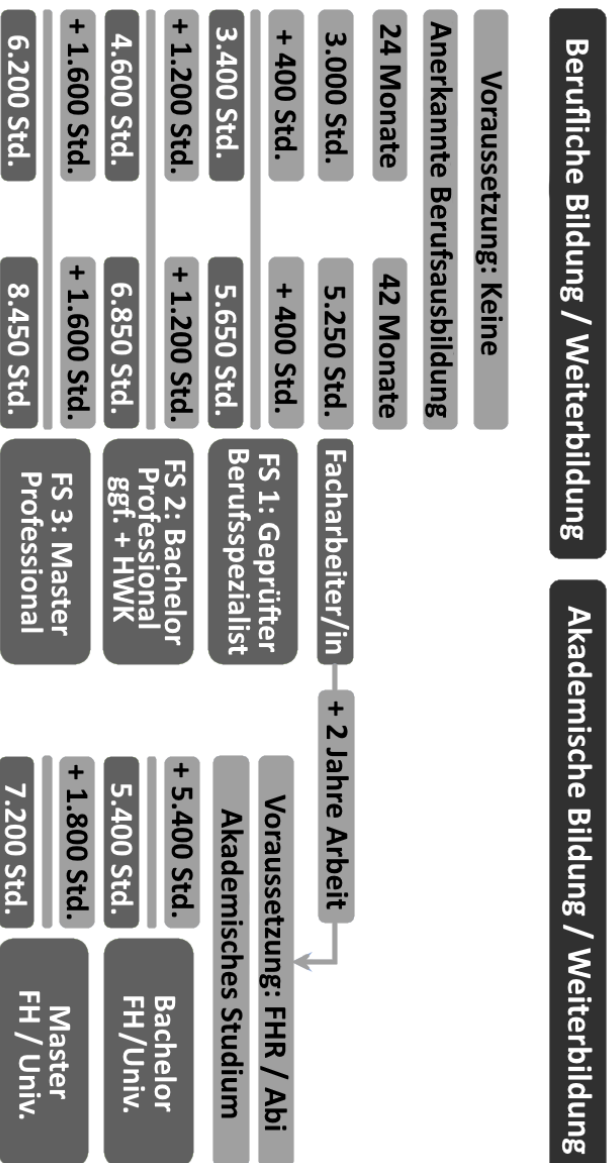 Berufliche Bildung / Weiterbildung
Voraussetzung: Keine
Anerkannte Berufsausbildung
24 Monate
42 Monate
3.000 Std.
5.250 Std.
Facharbeiter/in
+ 2 Jahre Arbeit
+ 400 Std.
+ 400 Std.
3.400 Std.
5.650 Std.
FS 1: Geprüfter
Berufsspezialist
+ 1.200 Std.
+ 1.200 Std.
4.600 Std.
6.850 Std.
FS 2: Bachelor
Professional
ggf. + HWK
+ 1.600 Std.
+ 1.600 Std.
6.200 Std.
8.450 Std.
FS 3: Master
Professional
Akademische Bildung / Weiterbildung
Voraussetzung: FHR / Abi
Akademisches Studium
+ 5.400 Std.
5.400 Std.
Bachelor
FH /Univ.
+ 1.800 Std.
7.200 Std.
Master
FH / Univ.